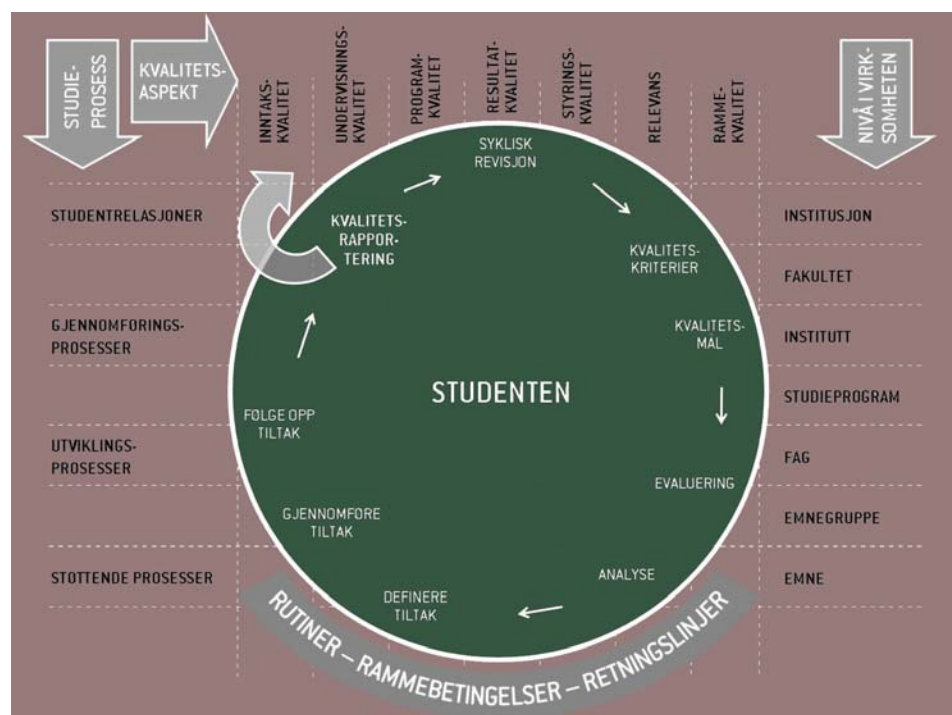 STUDIE-
PROSESS
KVALITETS-
ASPEKT
INNTAKS-
KVALITET
UNDERVISNINGS-
KVALITET
PROGRAM-
KVALITET
RESULTAT-
KVALITET
STYRINGS-
KVALITET
RELEVANS
RAMME-
KVALITET
NIVÅ I VIRK-
SOMHETEN
STUDENTRELASJONER
GJENNOMFØRINGS-
PROSESSER
UTVIKLINGS-
PROSESSER
STØTTENDE PROSESSER
SYKLISK
REVISJON
KVALITETS-
KRITERIER
KVALITETS-
MÅL
EVALUERING
ANALYSE
DEFINERE
TILTAK
GJENNOMFØRE
TILTAK
FØLGE OPP
TILTAK
KVALITETS-
RAPPOR-
TERING
STUDENTEN
INSTITUSJON
FAKULTET
INSTITUTT
STUDIEPROGRAM
FAG
EMNEGRUPPE
EMNE
RUTINER – RAMMEBETINGELSER – RETNINGSLINJER